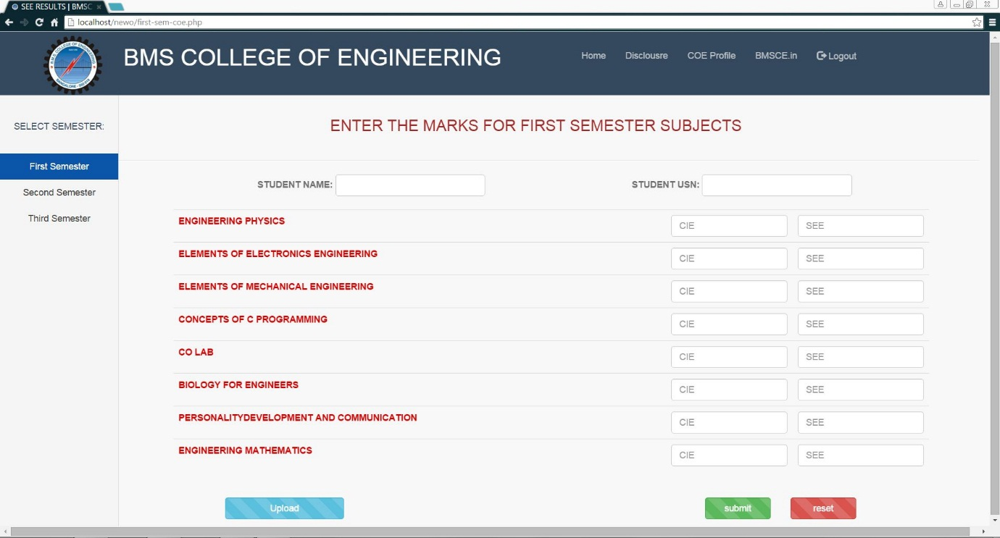 SEE RESULTS | BMSC
localhost/newo/first-sem-coe.php
BMS COLLEGE OF ENGINEERING
Home Disclousre COE Profile BMSCE.in Logout
SELECT SEMESTER:
First Semester
Second Semester
Third Semester
ENTER THE MARKS FOR FIRST SEMESTER SUBJECTS
STUDENT NAME: STUDENT USN:
ENGINEERING PHYSICS CIE SEE
ELEMENTS OF ELECTRONICS ENGINEERING CIE SEE
ELEMENTS OF MECHANICAL ENGINEERING CIE SEE
CONCEPTS OF C PROGRAMMING CIE SEE
CO LAB CIE SEE
BIOLOGY FOR ENGINEERS CIE SEE
PERSONALITYDEVELOPMENT AND COMMUNICATION CIE SEE
ENGINEERING MATHEMATICS CIE SEE
Upload submit reset